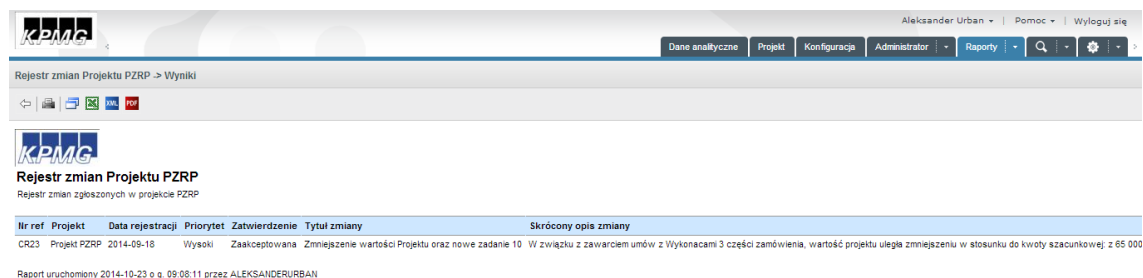 KPMG
Aleksander Urban | Pomoc | Wyloguj się
Dane analityczne Projekt Konfiguracja Administrator Raporty
Rejestr zmian Projektu PZRP -> Wyniki
XML PDF
KPMG
Rejestr zmian Projektu PZRP
Rejestr zmian zgłoszonych w projekcie PZRP
Nr ref Projekt Data rejestracji Priorytet Zatwierdzenie Tytuł zmiany Skrócony opis zmiany
CR23 Projekt PZRP 2014-09-18 Wysoki Zaakceptowana Zmniejszenie wartości Projektu oraz nowe zadanie 10 W związku z zawarciem umów z Wykonacami 3 części zamówienia, wartość projektu uległa zmniejszeniu w stosunku do kwoty szacunkowej: z 65 000
Raport uruchomiony 2014-10-23 o g. 09:08:11 przez ALEKSANDERURBAN